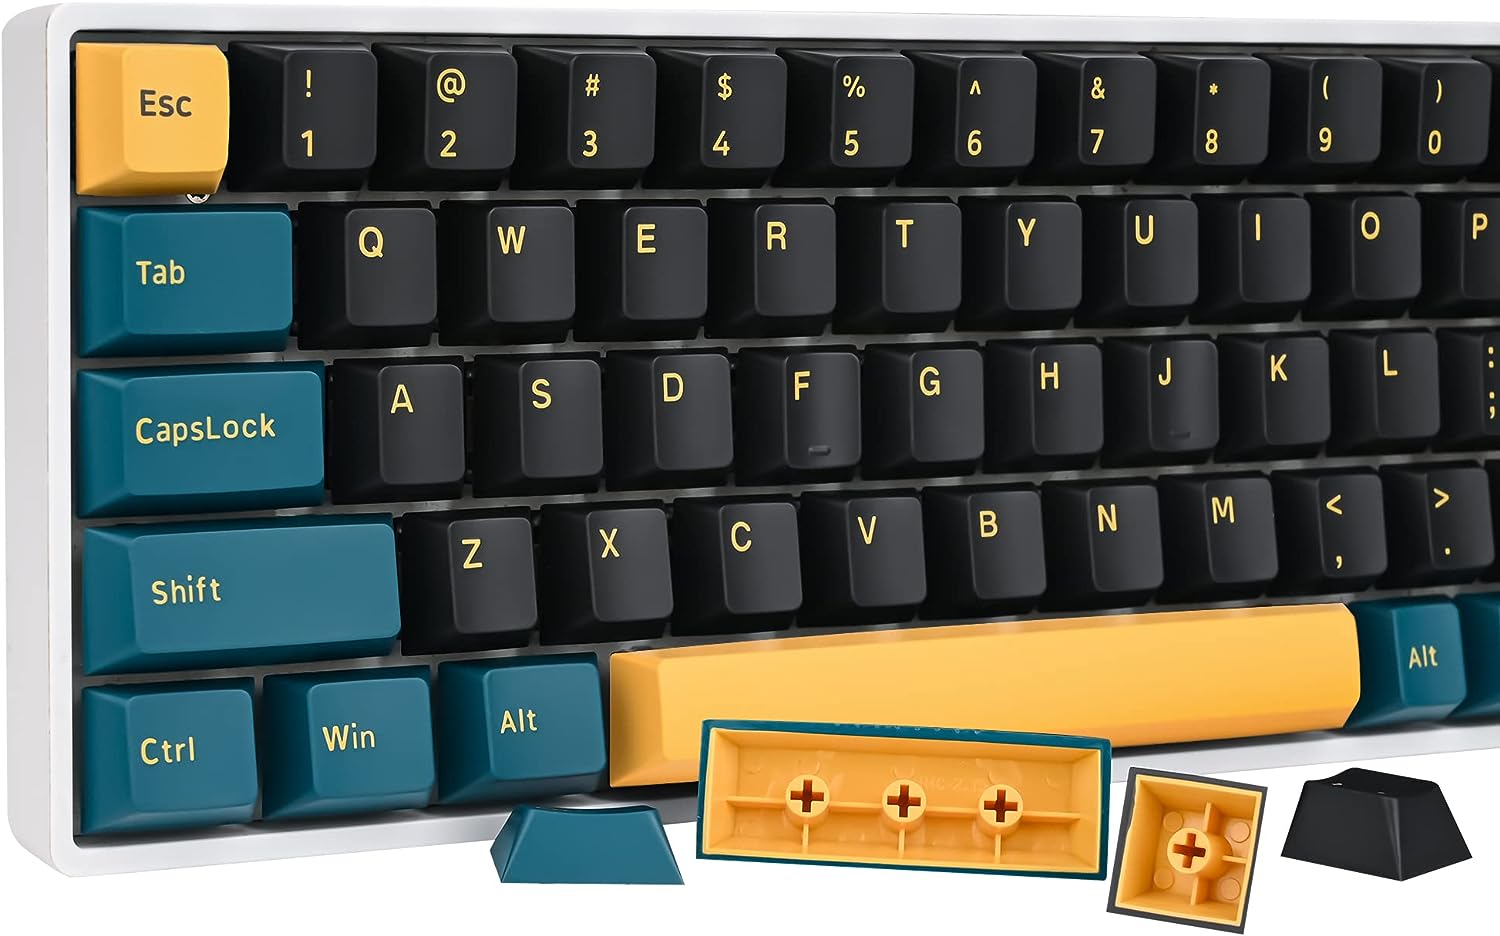 Esc ! 1 @ 2 # 3 $ 4 % 5 ^ 6 & 7 * 8 ( 9 ) 0
Tab Q W E R T Y U I O P
CapsLock A S D F G H J K L : ;
Shift Z X C V B N M < , > .
Ctrl Win Alt Alt